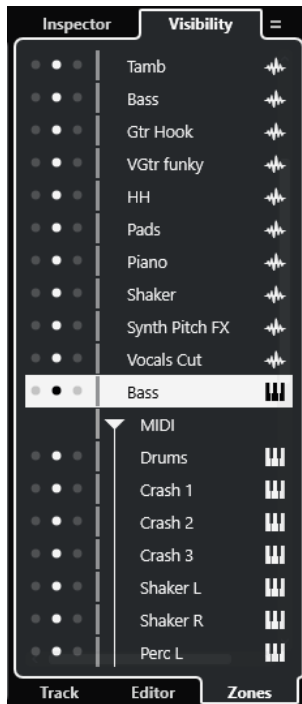 Inspector Visibility
Tamb
Bass
Gtr Hook
VGtr funky
HH
Pads
Piano
Shaker
Synth Pitch FX
Vocals Cut
Bass
MIDI
Drums
Crash 1
Crash 2
Crash 3
Shaker L
Shaker R
Perc L
Track Editor Zones